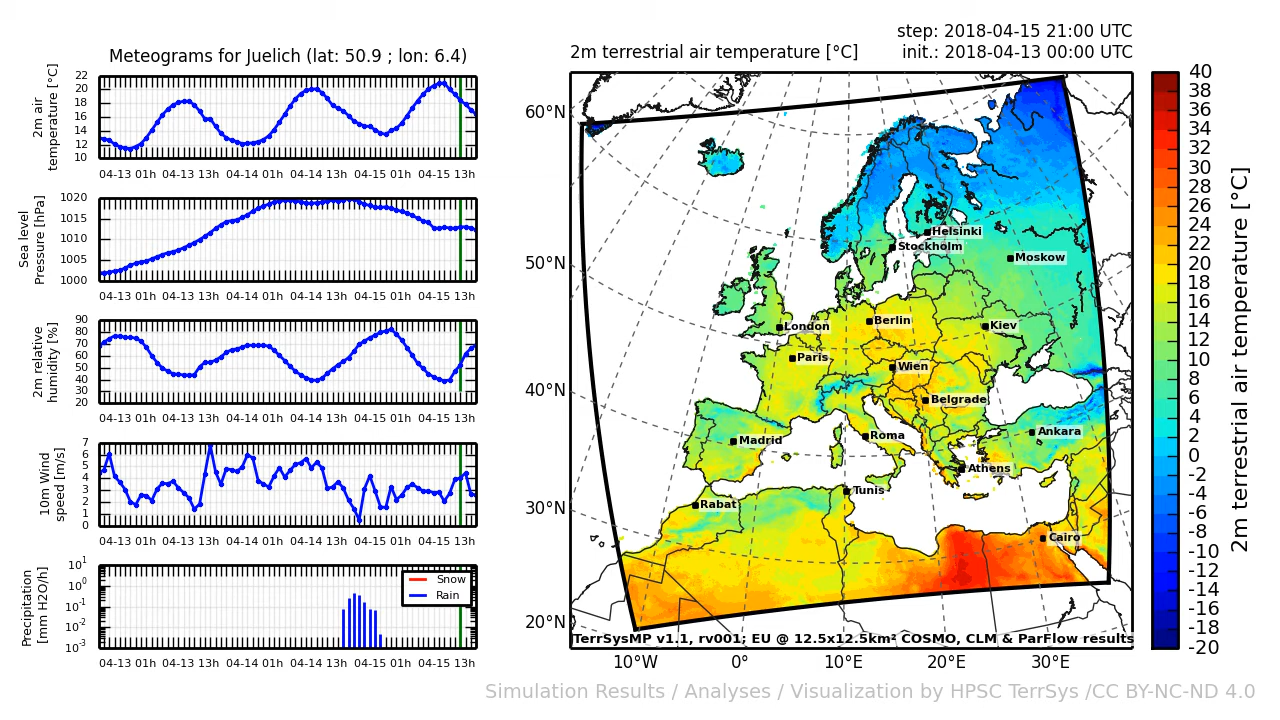 step: 2018-04-15 21:00 UTC
Meteograms for Juelich (lat: 50.9 ; lon: 6.4)
2m terrestrial air temperature [°C]
init.: 2018-04-13 00:00 UTC
2m air
temperature [°C]
22
20
18
16
14
12
10
04-13 01h 04-13 13h 04-14 01h 04-14 13h 04-15 01h 04-15 13h
Sea level
Pressure [hPa]
1020
1015
1010
1005
1000
04-13 01h 04-13 13h 04-14 01h 04-14 13h 04-15 01h 04-15 13h
2m relative
humidity [%]
90
80
70
60
50
40
30
20
04-13 01h 04-13 13h 04-14 01h 04-14 13h 04-15 01h 04-15 13h
10m Wind
speed [m/s]
7
6
5
4
3
2
1
0
04-13 01h 04-13 13h 04-14 01h 04-14 13h 04-15 01h 04-15 13h
Precipitation
[mm H2O/h]
10¹
10⁰
10⁻¹
10⁻²
10⁻³
Snow
Rain
04-13 01h 04-13 13h 04-14 01h 04-14 13h 04-15 01h 04-15 13h
60°N
50°N
40°N
30°N
20°N
Helsinki
Stockholm
Moskow
London
Berlin
Kiev
Paris
Wien
Belgrade
Madrid
Roma
Ankara
Athens
Tunis
Rabat
Cairo
TerrSysMP v1.1, rv001; EU @ 12.5x12.5km² COSMO, CLM & ParFlow results
10°W 0° 10°E 20°E 30°E
40
38
36
34
32
30
28
26
24
22
20
18
16
14
12
10
8
6
4
2
0
-2
-4
-6
-8
-10
-12
-14
-16
-18
-20
2m terrestrial air temperature [°C]
Simulation Results / Analyses / Visualization by HPSC TerrSys /CC BY-NC-ND 4.0